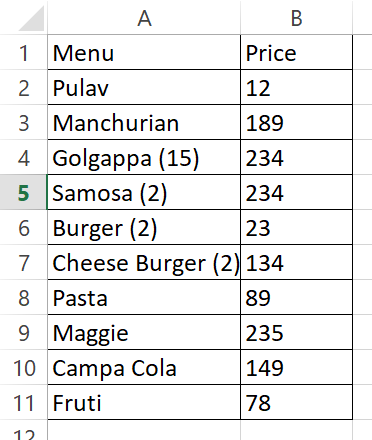 A B
1 Menu Price
2 Pulav 12
3 Manchurian 189
4 Golgappa (15) 234
5 Samosa (2) 234
6 Burger (2) 23
7 Cheese Burger (2) 134
8 Pasta 89
9 Maggie 235
10 Campa Cola 149
11 Fruti 78
12